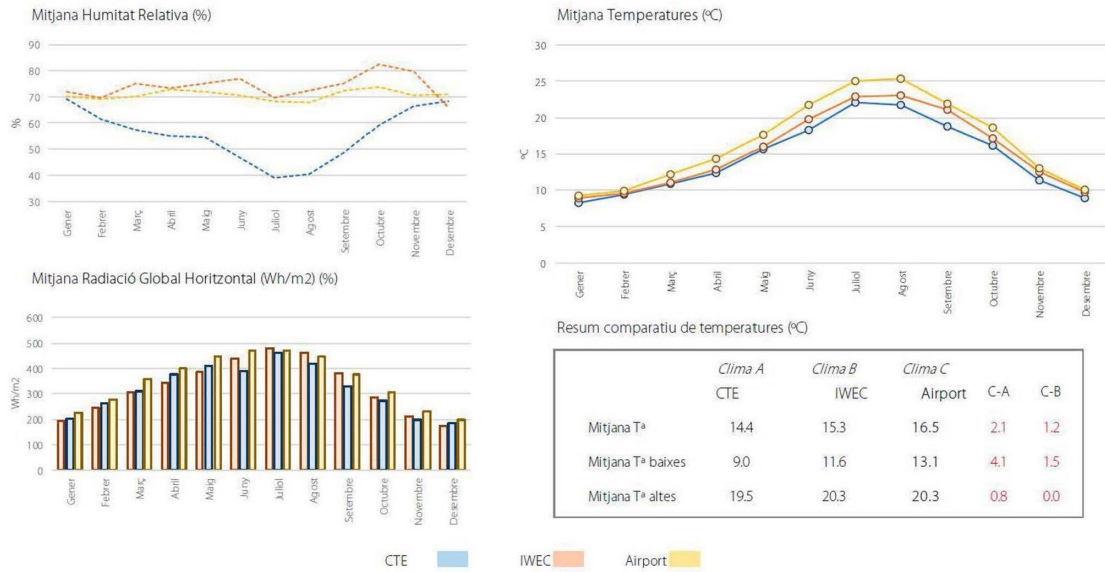 Mitjana Humitat Relativa (%)
90
80
70
60
50
40
30
%
Gener
Febrer
Març
Abril
Maig
Juny
Juliol
Agost
Setembre
Octubre
Novembre
Desembre
Mitjana Temperatures (ºC)
30
25
20
15
10
5
0
ºC
Gener
Febrer
Març
Abril
Maig
Juny
Juliol
Agost
Setembre
Octubre
Novembre
Desembre
Mitjana Radiació Global Horitzontal (Wh/m2) (%)
600
500
400
300
200
100
0
Wh/m2
Gener
Febrer
Març
Abril
Maig
Juny
Juliol
Agost
Setembre
Octubre
Novembre
Desembre
Resum comparatiu de temperatures (ºC)
Clima A Clima B Clima C
CTE IWEC Airport C-A C-B
Mitjana Tª 14.4 15.3 16.5 2.1 1.2
Mitjana Tª baixes 9.0 11.6 13.1 4.1 1.5
Mitjana Tª altes 19.5 20.3 20.3 0.8 0.0
CTE IWEC Airport